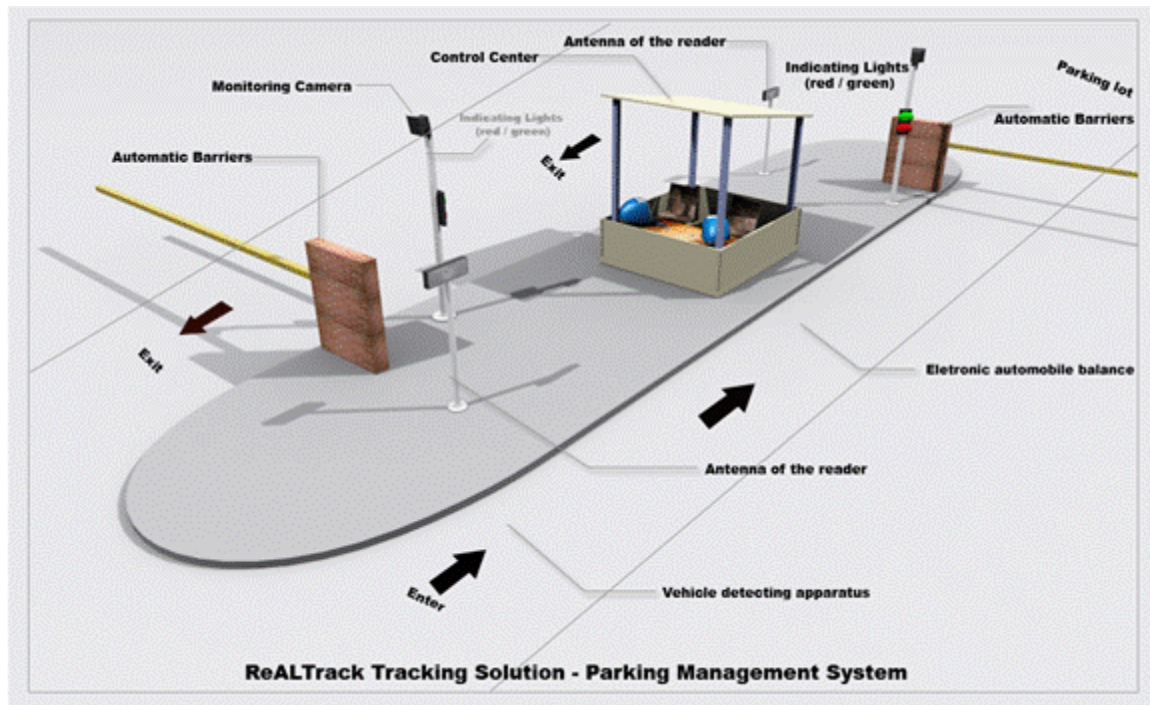 Antenna of the reader
Control Center
Indicating Lights
(red / green)
Parking lot
Monitoring Camera
Indicating Lights
(red / green)
Automatic Barriers
Automatic Barriers
Exit
Exit
Eletronic automobile balance
Antenna of the reader
Enter
Vehicle detecting apparatus
ReALTrack Tracking Solution - Parking Management System